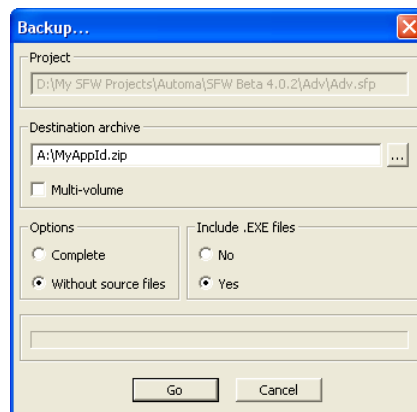 Backup...
Project
D:\My SFW Projects\Automa\SFW Beta 4.0.2\Adv\Adv.sfp
Destination archive
A:\MyAppId.zip
...
Multi-volume
Options
Include .EXE files
Complete
No
Without source files
Yes
Go
Cancel